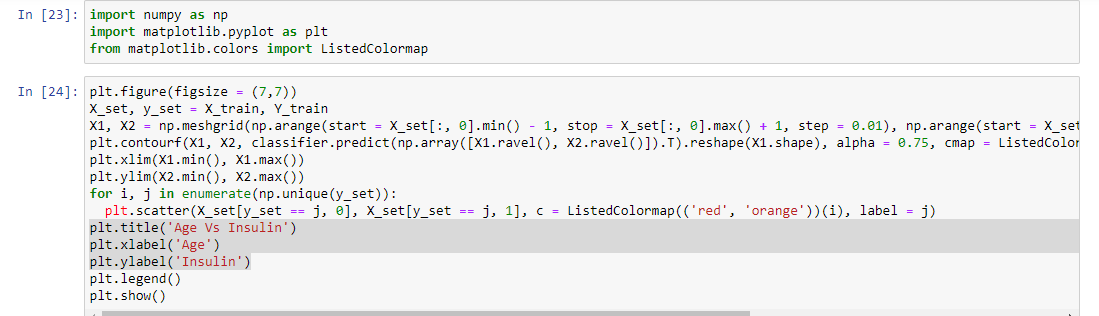 In [23]: import numpy as np
import matplotlib.pyplot as plt
from matplotlib.colors import ListedColormap
In [24]: plt.figure(figsize = (7,7))
X_set, y_set = X_train, Y_train
X1, X2 = np.meshgrid(np.arange(start = X_set[:, 0].min() - 1, stop = X_set[:, 0].max() + 1, step = 0.01), np.arange(start = X_set
plt.contourf(X1, X2, classifier.predict(np.array([X1.ravel(), X2.ravel()]).T).reshape(X1.shape), alpha = 0.75, cmap = ListedColor
plt.xlim(X1.min(), X1.max())
plt.ylim(X2.min(), X2.max())
for i, j in enumerate(np.unique(y_set)):
  plt.scatter(X_set[y_set == j, 0], X_set[y_set == j, 1], c = ListedColormap(('red', 'orange'))(i), label = j)
plt.title('Age Vs Insulin')
plt.xlabel('Age')
plt.ylabel('Insulin')
plt.legend()
plt.show()